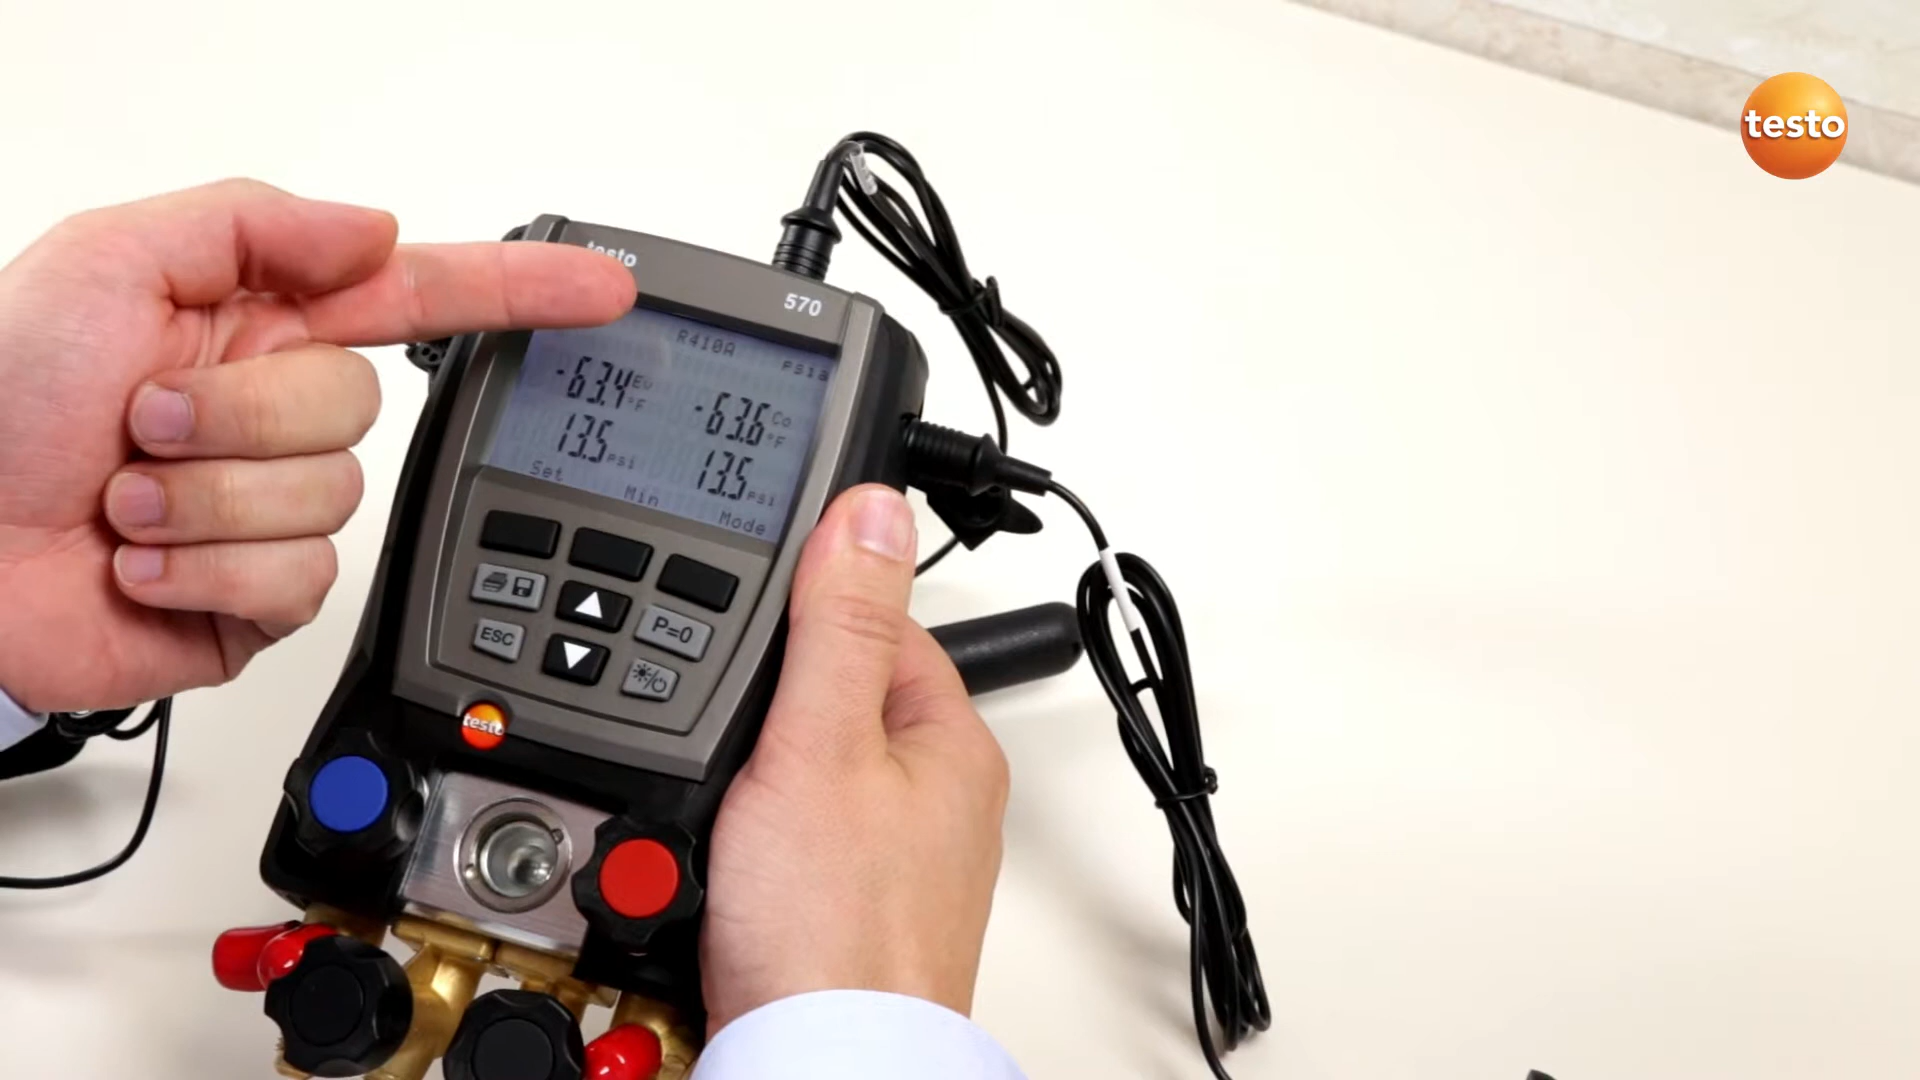 testo
testo
570
R410A
psia
-63.4 Ev °F
-63.6 Co °F
13.5 psi
13.5 psi
Set
Min
Mode
ESC
P=0
testo